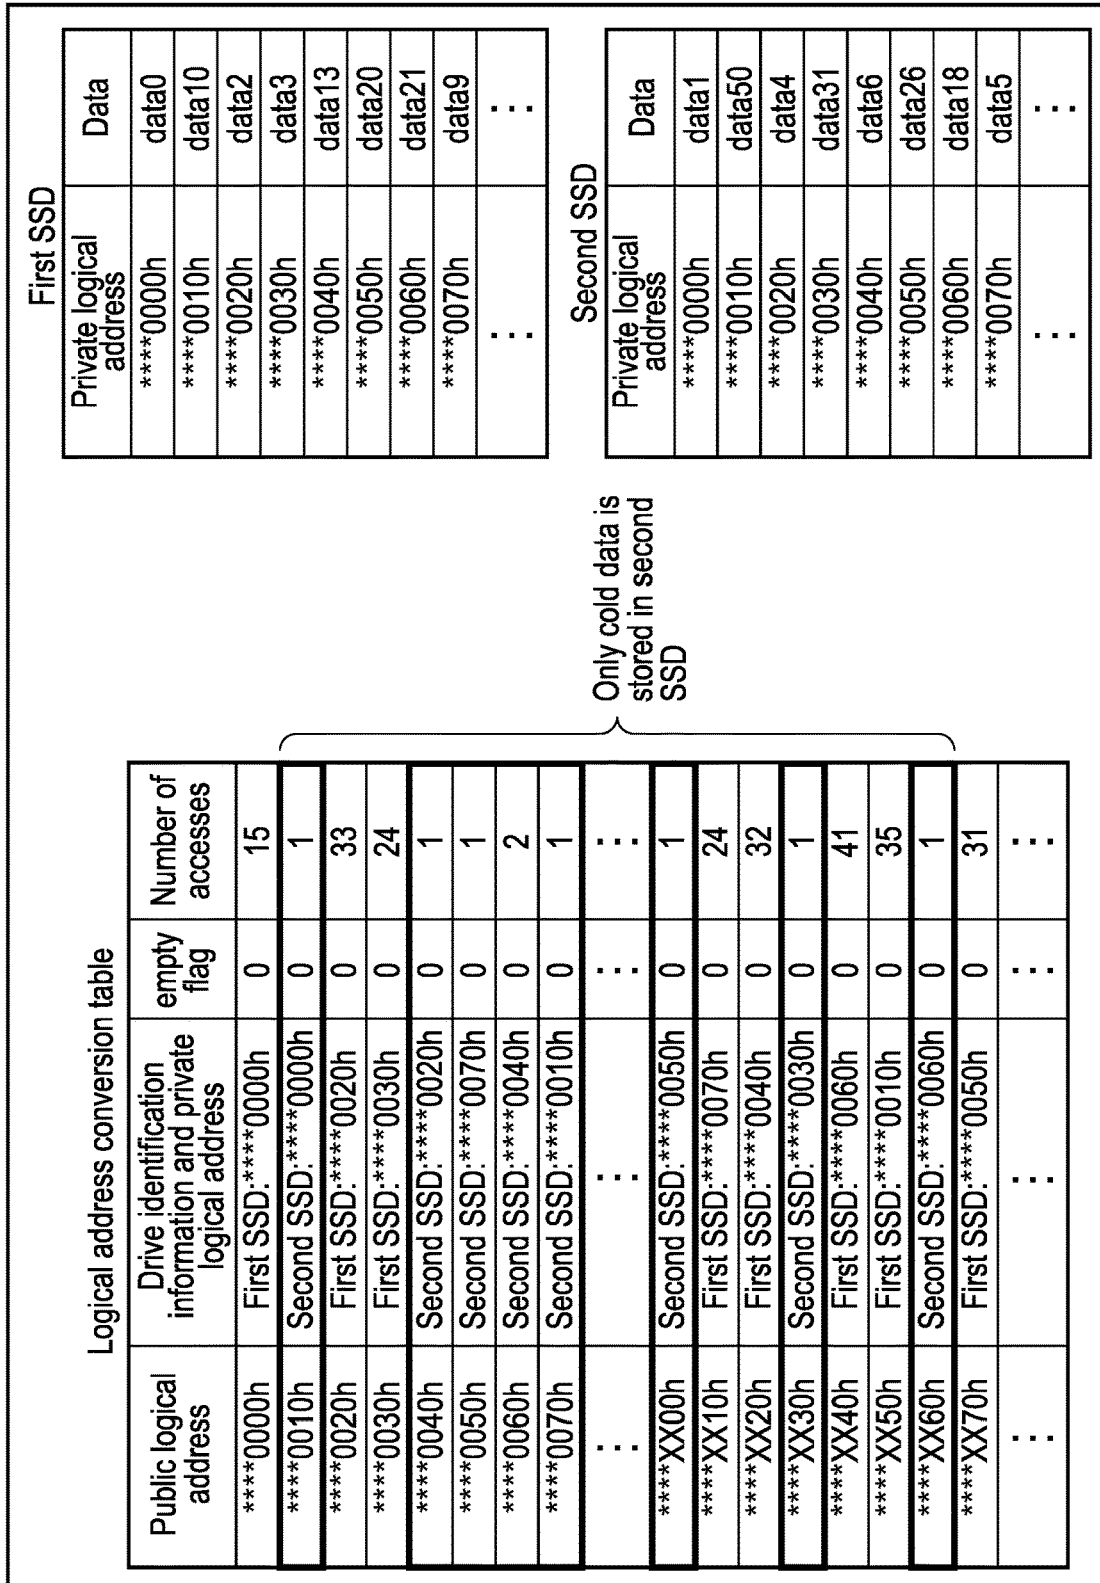 Logical address conversion table
Public logical address | Drive identification information and private logical address | empty flag | Number of accesses
****0000h | First SSD:****0000h | 0 | 15
****0010h | Second SSD:****0000h | 0 | 1
****0020h | First SSD:****0020h | 0 | 33
****0030h | First SSD:****0030h | 0 | 24
****0040h | Second SSD:****0020h | 0 | 1
****0050h | Second SSD:****0070h | 0 | 1
****0060h | Second SSD:****0040h | 0 | 2
****0070h | Second SSD:****0010h | 0 | 1
... | ... | ... | ...
****XX00h | Second SSD:****0050h | 0 | 1
****XX10h | First SSD:****0070h | 0 | 24
****XX20h | First SSD:****0040h | 0 | 32
****XX30h | Second SSD:****0030h | 0 | 1
****XX40h | First SSD:****0060h | 0 | 41
****XX50h | First SSD:****0010h | 0 | 35
****XX60h | Second SSD:****0060h | 0 | 1
****XX70h | First SSD:****0050h | 0 | 31
... | ... | ... | ...
Only cold data is
stored in second
SSD
First SSD
Private logical address | Data
****0000h | data0
****0010h | data10
****0020h | data2
****0030h | data3
****0040h | data13
****0050h | data20
****0060h | data21
****0070h | data9
... | ...
Second SSD
Private logical address | Data
****0000h | data1
****0010h | data50
****0020h | data4
****0030h | data31
****0040h | data6
****0050h | data26
****0060h | data18
****0070h | data5
... | ...